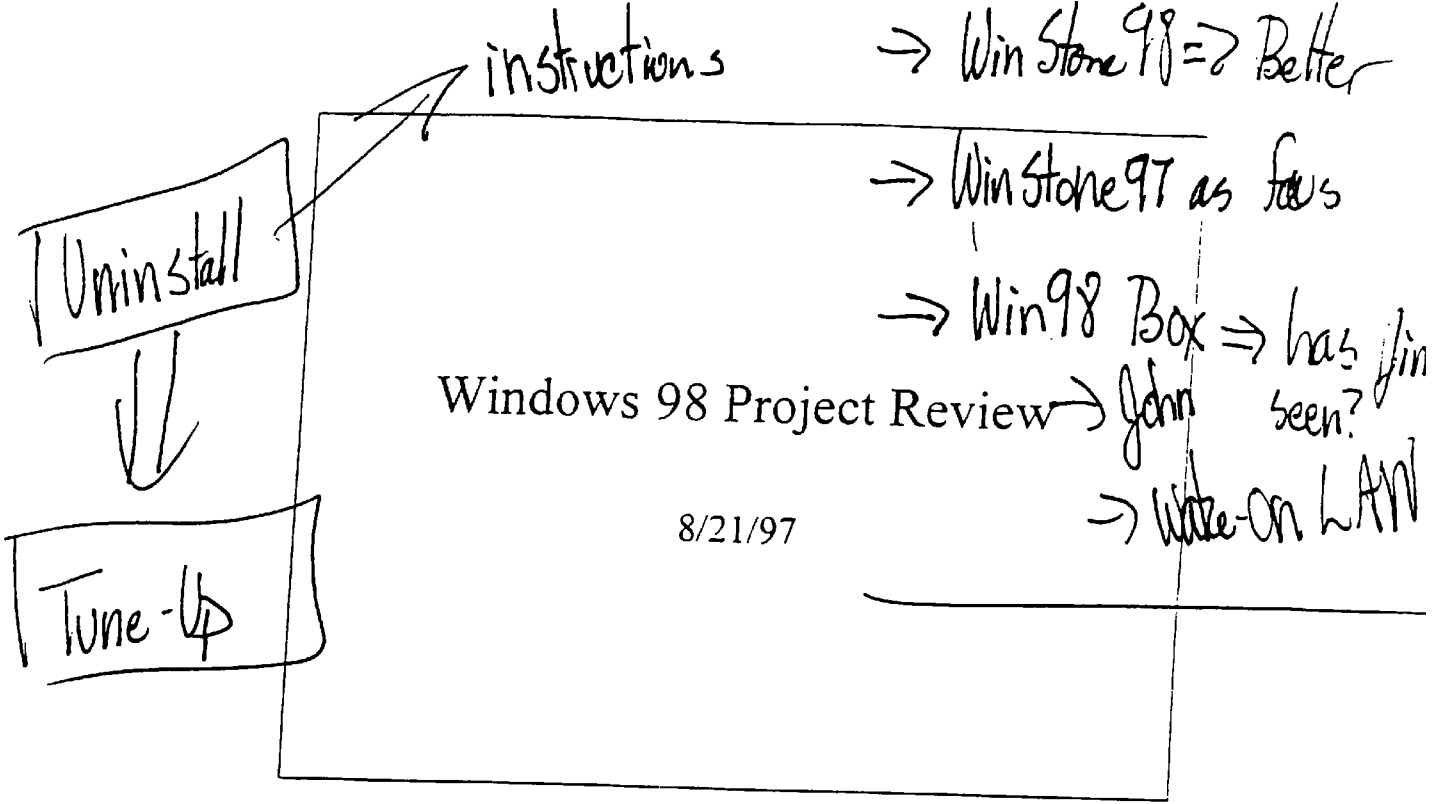 instructions
→ WinStone 98 => Better
→ WinStone 97 as focus
Uninstall
→ Win98 Box => has Jim seen?
Windows 98 Project Review → John
→ Wake-On LAN
8/21/97
Tune-Up